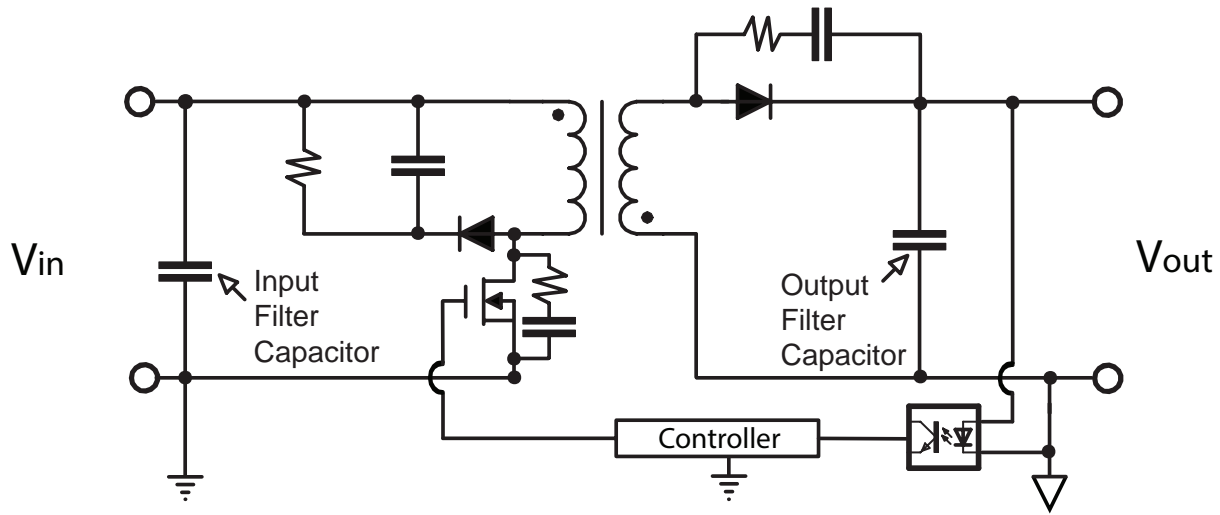 Vin
Input
Filter
Capacitor
Output
Filter
Capacitor
Vout
Controller